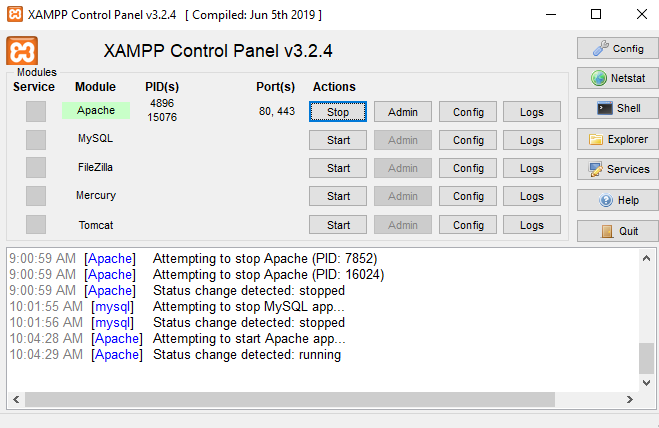 XAMPP Control Panel v3.2.4 [ Compiled: Jun 5th 2019 ]
XAMPP Control Panel v3.2.4
Config
Modules
Service Module PID(s) Port(s) Actions
Netstat
Apache 4896 15076 80, 443 Stop Admin Config Logs
Shell
MySQL Start Admin Config Logs
Explorer
FileZilla Start Admin Config Logs
Services
Mercury Start Admin Config Logs
Help
Tomcat Start Admin Config Logs
Quit
9:00:59 AM [Apache] Attempting to stop Apache (PID: 7852)
9:00:59 AM [Apache] Attempting to stop Apache (PID: 16024)
9:00:59 AM [Apache] Status change detected: stopped
10:01:55 AM [mysql] Attempting to stop MySQL app...
10:01:56 AM [mysql] Status change detected: stopped
10:04:28 AM [Apache] Attempting to start Apache app...
10:04:29 AM [Apache] Status change detected: running